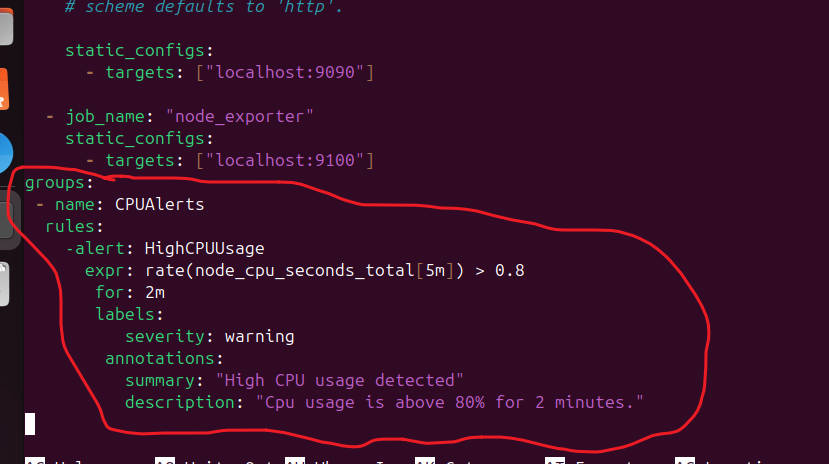 # scheme defaults to 'http'.
static_configs:
- targets: ["localhost:9090"]
- job_name: "node_exporter"
static_configs:
- targets: ["localhost:9100"]
groups:
- name: CPUAlerts
rules:
-alert: HighCPUUsage
expr: rate(node_cpu_seconds_total[5m]) > 0.8
for: 2m
labels:
severity: warning
annotations:
summary: "High CPU usage detected"
description: "Cpu usage is above 80% for 2 minutes."